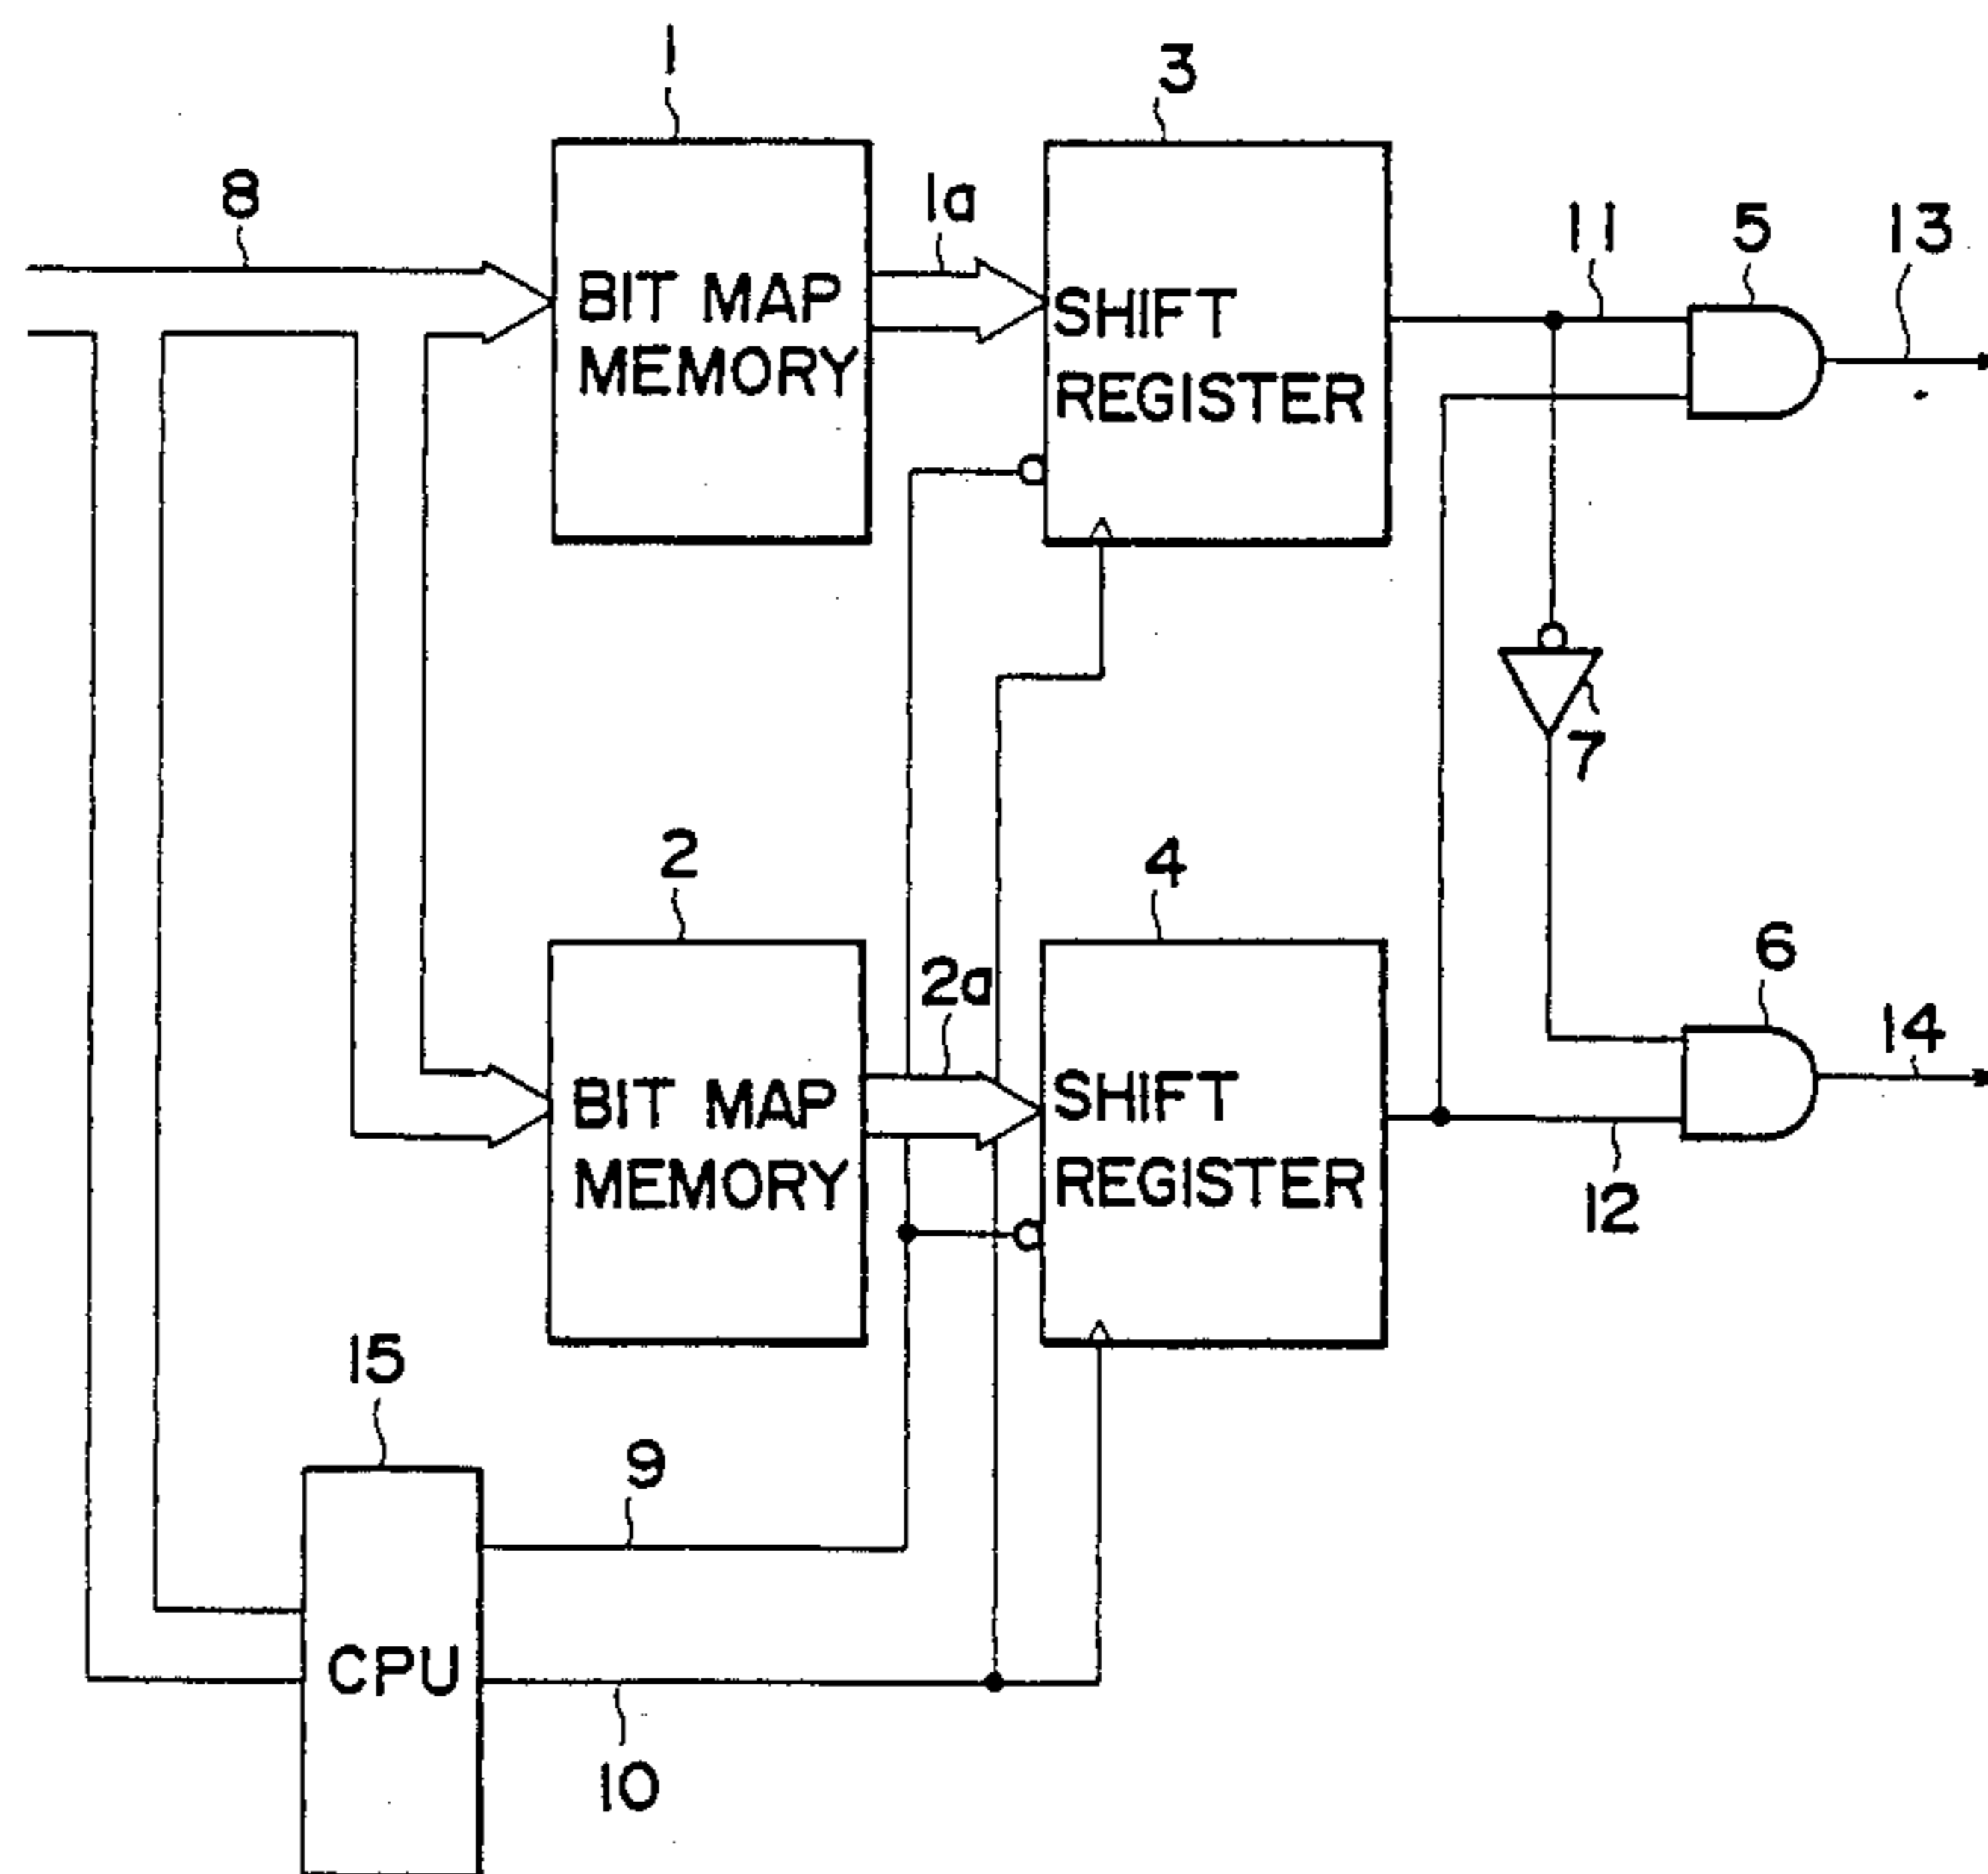 1
3
8
1a
11
5
13
BIT MAP
MEMORY
SHIFT
REGISTER
7
2
4
2a
6
14
BIT MAP
MEMORY
SHIFT
REGISTER
12
15
9
CPU
10